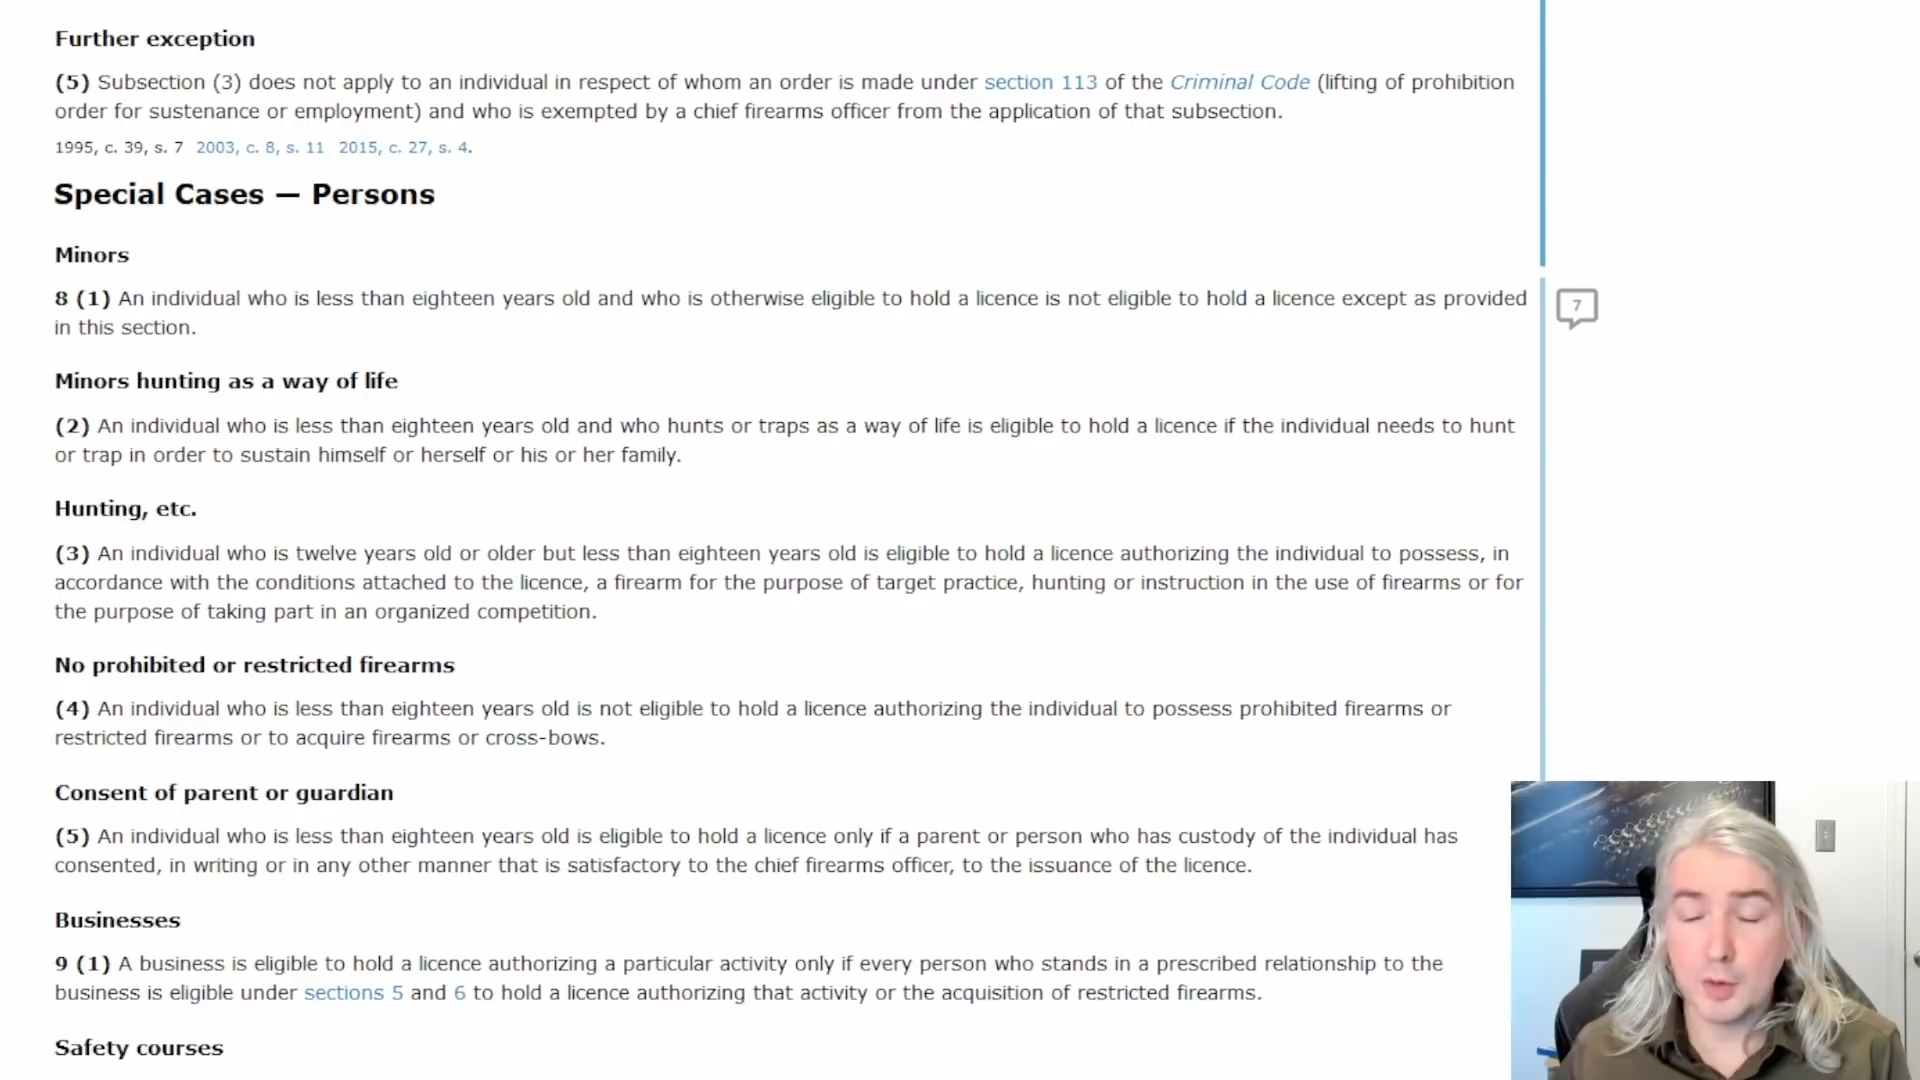 Further exception
(5) Subsection (3) does not apply to an individual in respect of whom an order is made under section 113 of the Criminal Code (lifting of prohibition
order for sustenance or employment) and who is exempted by a chief firearms officer from the application of that subsection.
1995, c. 39, s. 7 2003, c. 8, s. 11 2015, c. 27, s. 4.
Special Cases — Persons
Minors
8 (1) An individual who is less than eighteen years old and who is otherwise eligible to hold a licence is not eligible to hold a licence except as provided
in this section.
7
Minors hunting as a way of life
(2) An individual who is less than eighteen years old and who hunts or traps as a way of life is eligible to hold a licence if the individual needs to hunt
or trap in order to sustain himself or herself or his or her family.
Hunting, etc.
(3) An individual who is twelve years old or older but less than eighteen years old is eligible to hold a licence authorizing the individual to possess, in
accordance with the conditions attached to the licence, a firearm for the purpose of target practice, hunting or instruction in the use of firearms or for
the purpose of taking part in an organized competition.
No prohibited or restricted firearms
(4) An individual who is less than eighteen years old is not eligible to hold a licence authorizing the individual to possess prohibited firearms or
restricted firearms or to acquire firearms or cross-bows.
Consent of parent or guardian
(5) An individual who is less than eighteen years old is eligible to hold a licence only if a parent or person who has custody of the individual has
consented, in writing or in any other manner that is satisfactory to the chief firearms officer, to the issuance of the licence.
Businesses
9 (1) A business is eligible to hold a licence authorizing a particular activity only if every person who stands in a prescribed relationship to the
business is eligible under sections 5 and 6 to hold a licence authorizing that activity or the acquisition of restricted firearms.
Safety courses